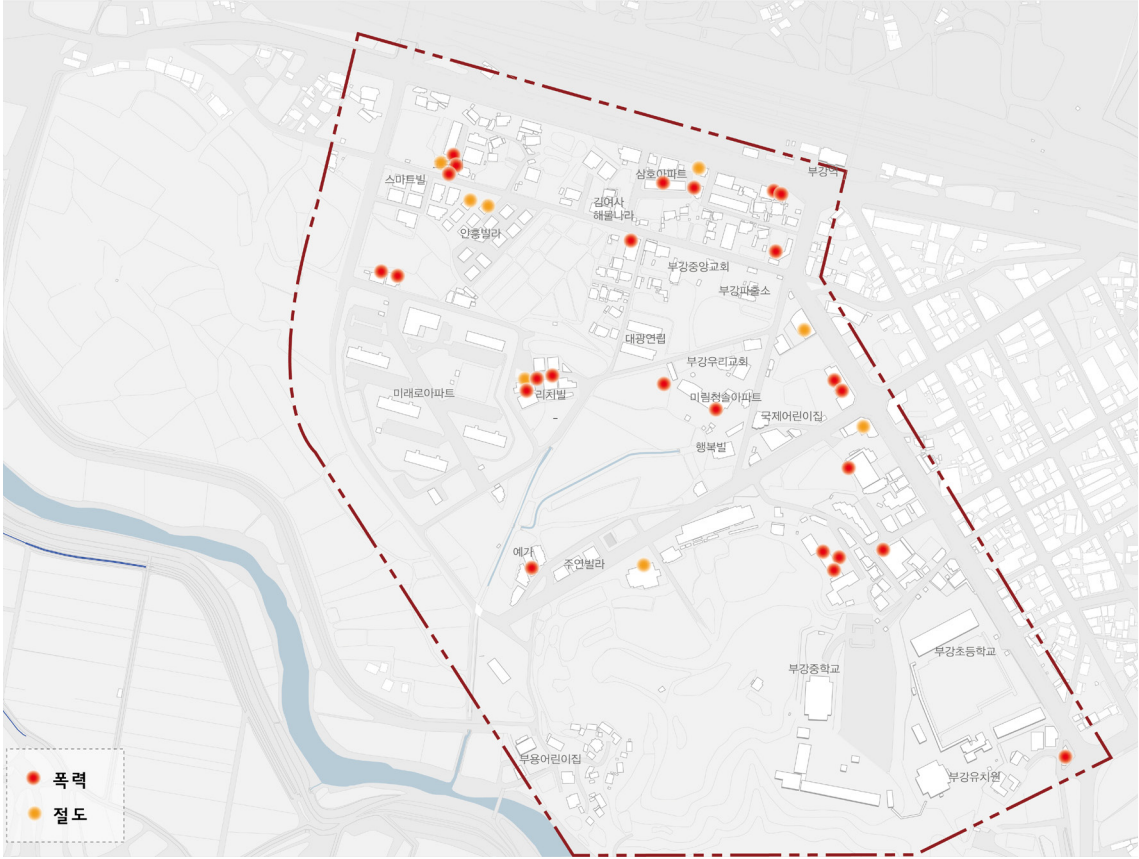 부강역
삼호아파트
스마트빌
김여사
해물나라
안흥빌라
부강중앙교회
부강파출소
대광연립
부강우리교회
미래로아파트
리치빌
미림청솔아파트
국제어린이집
행복빌
예가
주연빌라
부강초등학교
부강중학교
부용어린이집
부강유치원
폭력
절도